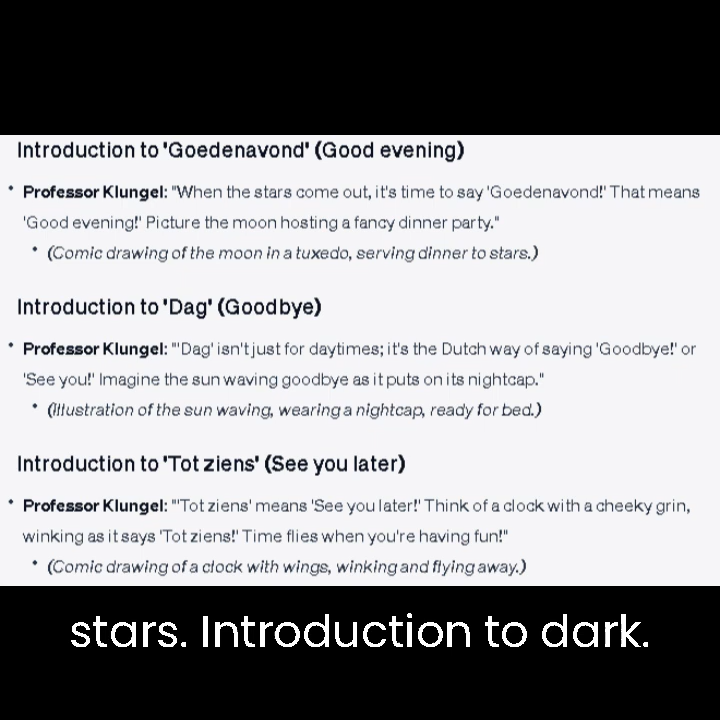 Introduction to 'Goedenavond' (Good evening)
• Professor Klungel: "When the stars come out, it's time to say 'Goedenavond!' That means
'Good evening!' Picture the moon hosting a fancy dinner party."
• (Comic drawing of the moon in a tuxedo, serving dinner to stars.)
Introduction to 'Dag' (Goodbye)
• Professor Klungel: "'Dag' isn't just for daytimes; it's the Dutch way of saying 'Goodbye!' or
'See you!' Imagine the sun waving goodbye as it puts on its nightcap."
• (Illustration of the sun waving, wearing a nightcap, ready for bed.)
Introduction to 'Tot ziens' (See you later)
• Professor Klungel: "'Tot ziens' means 'See you later!' Think of a clock with a cheeky grin,
winking as it says 'Tot ziens!' Time flies when you're having fun!"
• (Comic drawing of a clock with wings, winking and flying away.)
stars. Introduction to dark.